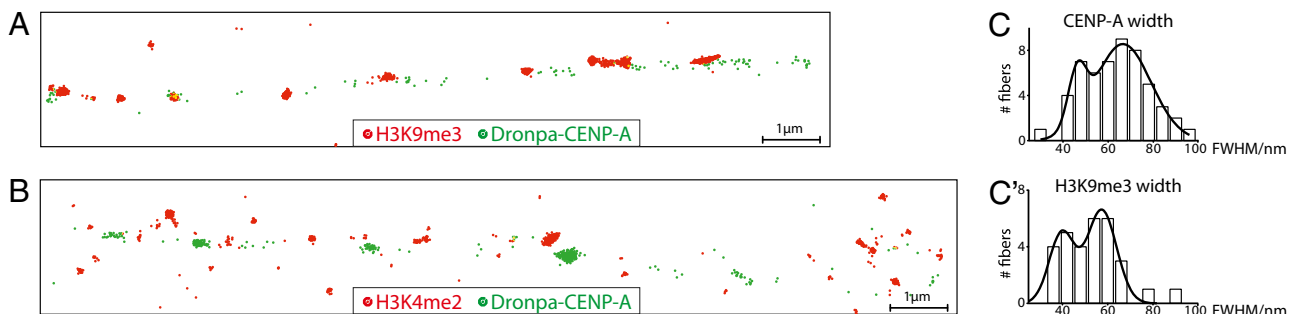 A
H3K9me3 Dronpa-CENP-A
1µm
B
H3K4me2 Dronpa-CENP-A
1µm
C
CENP-A width
# fibers
8
4
0
40 60 80 100 FWHM/nm
C'
H3K9me3 width
# fibers
8
4
0
40 60 80 100 FWHM/nm